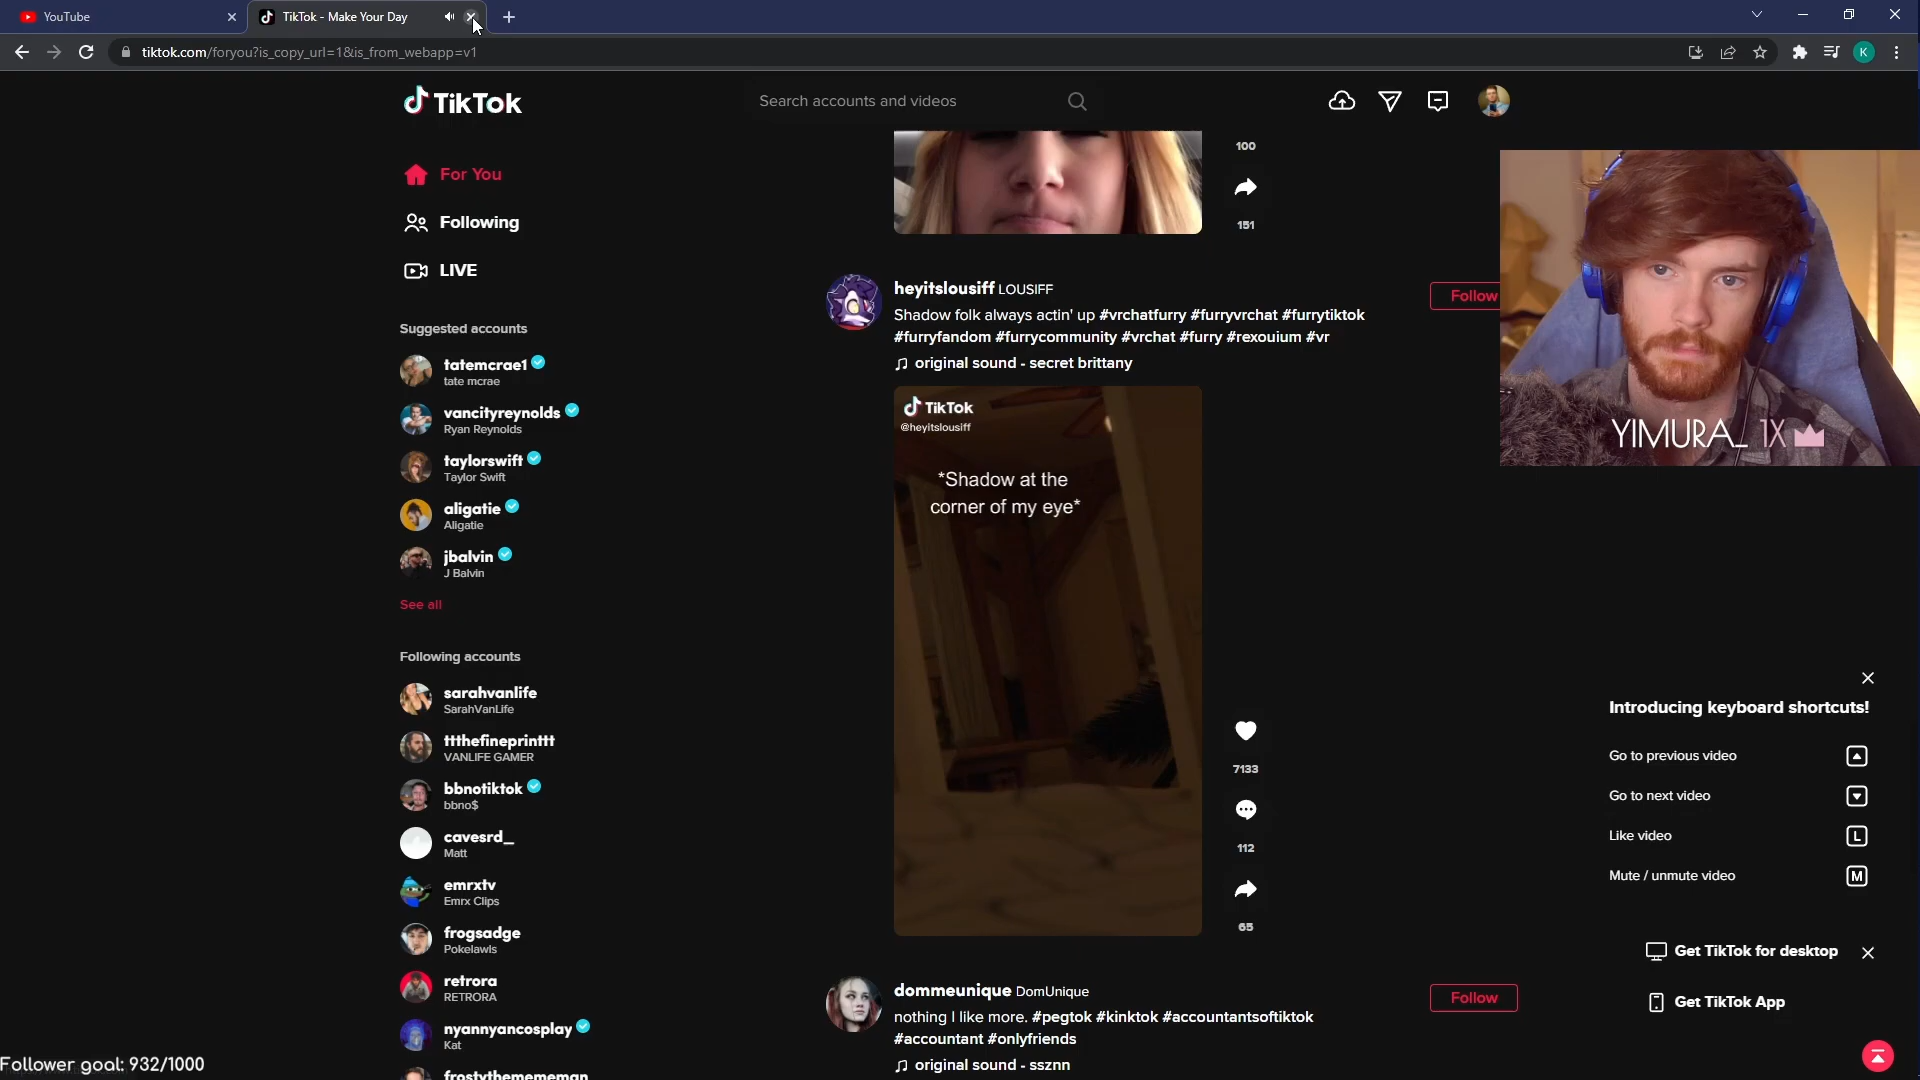 YouTube
TikTok - Make Your Day
tiktok.com/foryou?is_copy_url=1&is_from_webapp=v1
K
TikTok
Search accounts and videos
For You
Following
LIVE
Suggested accounts
tatemcrae1
tate mcrae
vancityreynolds
Ryan Reynolds
taylorswift
Taylor Swift
aligatie
Aligatie
jbalvin
J Balvin
See all
Following accounts
sarahvanlife
SarahVanLife
ttthefineprinttt
VANLIFE GAMER
bbnotiktok
bbno$
cavesrd_
Matt
emrxtv
Emrx Clips
frogsadge
Pokelawls
retrora
RETRORA
nyannyancosplay
Kat
frostythemememan
Follower goal: 932/1000
100
151
heyitslousiff LOUSIFF
Follow
Shadow folk always actin' up #vrchatfurry #furryvrchat #furrytiktok
#furryfandom #furrycommunity #vrchat #furry #rexouium #vr
original sound - secret brittany
TikTok
@heyitslousiff
*Shadow at the
corner of my eye*
7133
112
65
dommeunique DomUnique
Follow
nothing I like more. #pegtok #kinktok #accountantsoftiktok
#accountant #onlyfriends
original sound - ssznn
YIMURA_ 1X
Introducing keyboard shortcuts!
Go to previous video
Go to next video
Like video L
Mute / unmute video M
Get TikTok for desktop
Get TikTok App